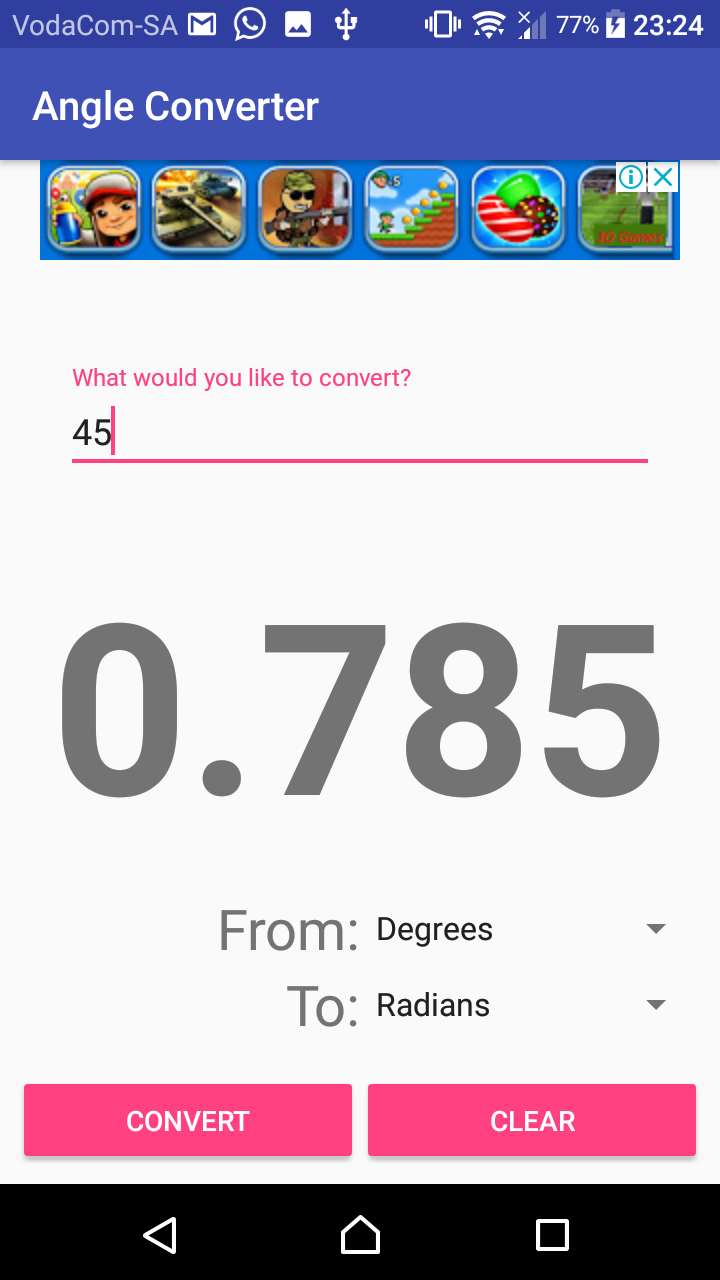 VodaCom-SA 77% 23:24
Angle Converter
5
3D Games
What would you like to convert?
45
0.785
From: Degrees
To: Radians
CONVERT CLEAR